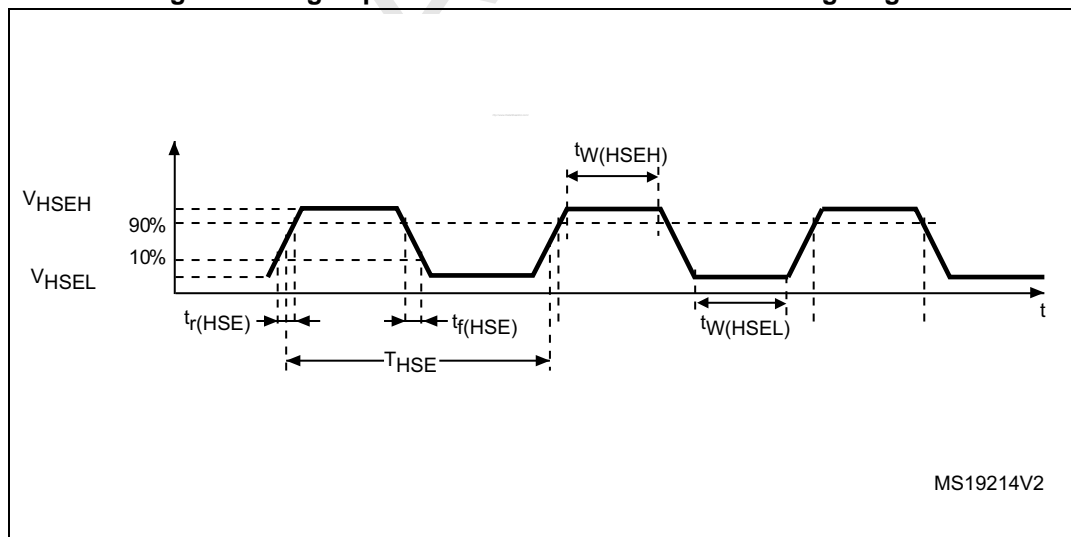 tW(HSEH)
VHSEH
90%
10%
VHSEL
tr(HSE)
tf(HSE)
tW(HSEL)
t
THSE
MS19214V2